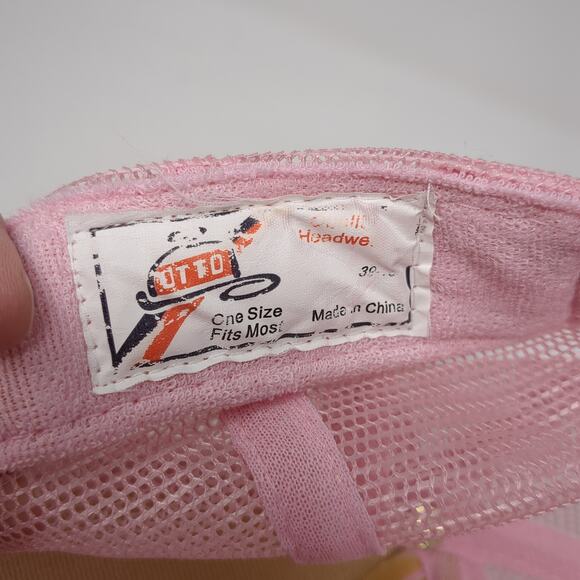 OTTO
Headwe
One Size
Fits Most
Made in China